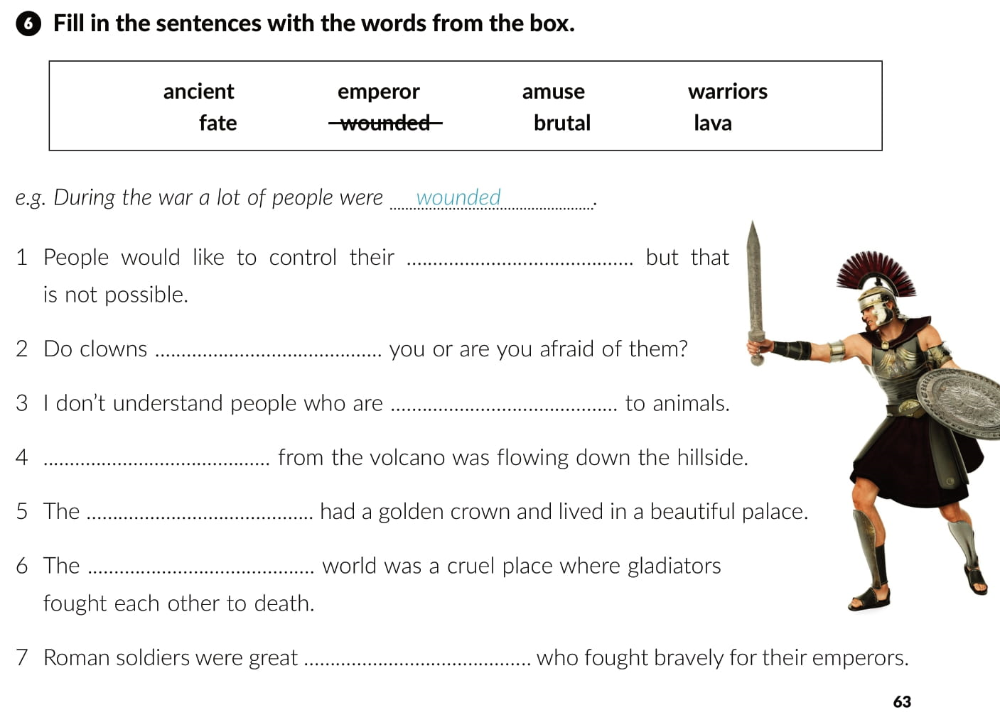 6 Fill in the sentences with the words from the box.
ancient emperor amuse warriors
fate wounded brutal lava
e.g. During the war a lot of people were ....wounded.....................
1 People would like to control their ........................................... but that
is not possible.
2 Do clowns ........................................... you or are you afraid of them?
3 I don't understand people who are ........................................... to animals.
4 ........................................... from the volcano was flowing down the hillside.
5 The ........................................... had a golden crown and lived in a beautiful palace.
6 The ........................................... world was a cruel place where gladiators
fought each other to death.
7 Roman soldiers were great ........................................... who fought bravely for their emperors.
63